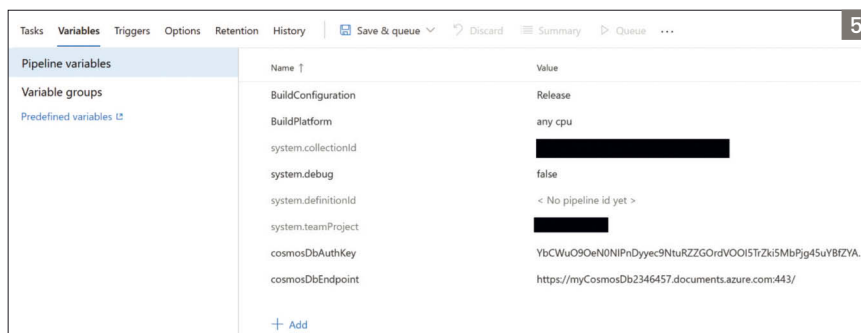 Tasks Variables Triggers Options Retention History Save & queue Discard Summary Queue ...
5
Pipeline variables
Variable groups
Predefined variables
Name ↑ Value
BuildConfiguration Release
BuildPlatform any cpu
system.collectionId
system.debug false
system.definitionId < No pipeline id yet >
system.teamProject
cosmosDbAuthKey YbCWuO9OeN0NIPnDyyec9NtuRZZGOrdVOOI5TrZki5MbPjg45uYBfZYA.
cosmosDbEndpoint https://myCosmosDb2346457.documents.azure.com:443/
+ Add